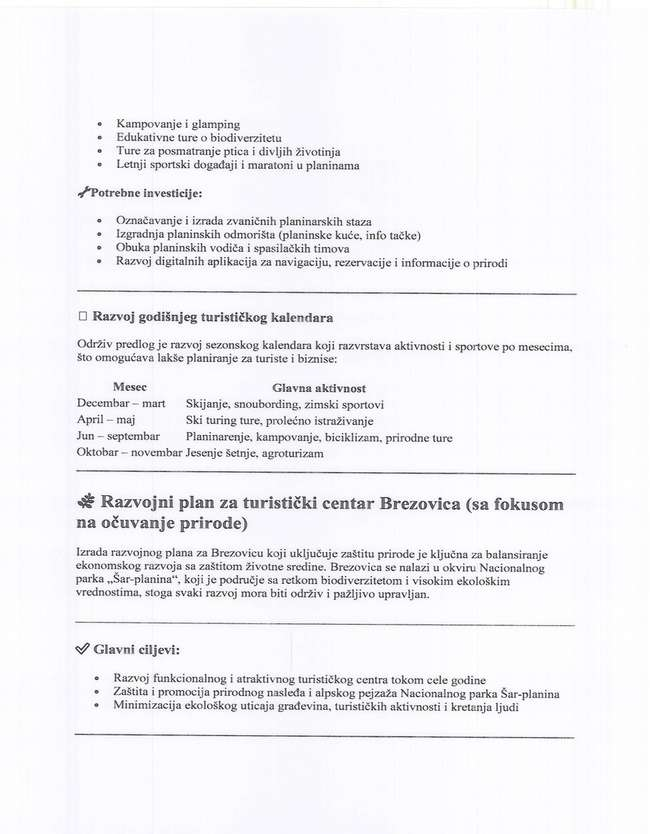 • Kampovanje i glamping
• Edukativne ture o biodiverzitetu
• Ture za posmatranje ptica i divljih životinja
• Letnji sportski događaji i maratoni u planinama
Potrebne investicije:
• Označavanje i izrada zvaničnih planinarskih staza
• Izgradnja planinskih odmorišta (planinske kuće, info tačke)
• Obuka planinskih vodiča i spasilačkih timova
• Razvoj digitalnih aplikacija za navigaciju, rezervacije i informacije o prirodi
Razvoj godišnjeg turističkog kalendara
Održiv predlog je razvoj sezonskog kalendara koji razvrstava aktivnosti i sportove po mesecima,
što omogućava lakše planiranje za turiste i biznise:
Mesec Glavna aktivnost
Decembar – mart Skijanje, snoubording, zimski sportovi
April – maj Ski turing ture, prolećno istraživanje
Jun – septembar Planinarenje, kampovanje, biciklizam, prirodne ture
Oktobar – novembar Jesenje šetnje, agroturizam
Razvojni plan za turistički centar Brezovica (sa fokusom
na očuvanje prirode)
Izrada razvojnog plana za Brezovicu koji uključuje zaštitu prirode je ključna za balansiranje
ekonomskog razvoja sa zaštitom životne sredine. Brezovica se nalazi u okviru Nacionalnog
parka „Šar-planina“, koji je područje sa retkom biodiverzitetom i visokim ekološkim
vrednostima, stoga svaki razvoj mora biti održiv i pažljivo upravljan.
Glavni ciljevi:
• Razvoj funkcionalnog i atraktivnog turističkog centra tokom cele godine
• Zaštita i promocija prirodnog nasleđa i alpskog pejzaža Nacionalnog parka Šar-planina
• Minimizacija ekološkog uticaja građevina, turističkih aktivnosti i kretanja ljudi